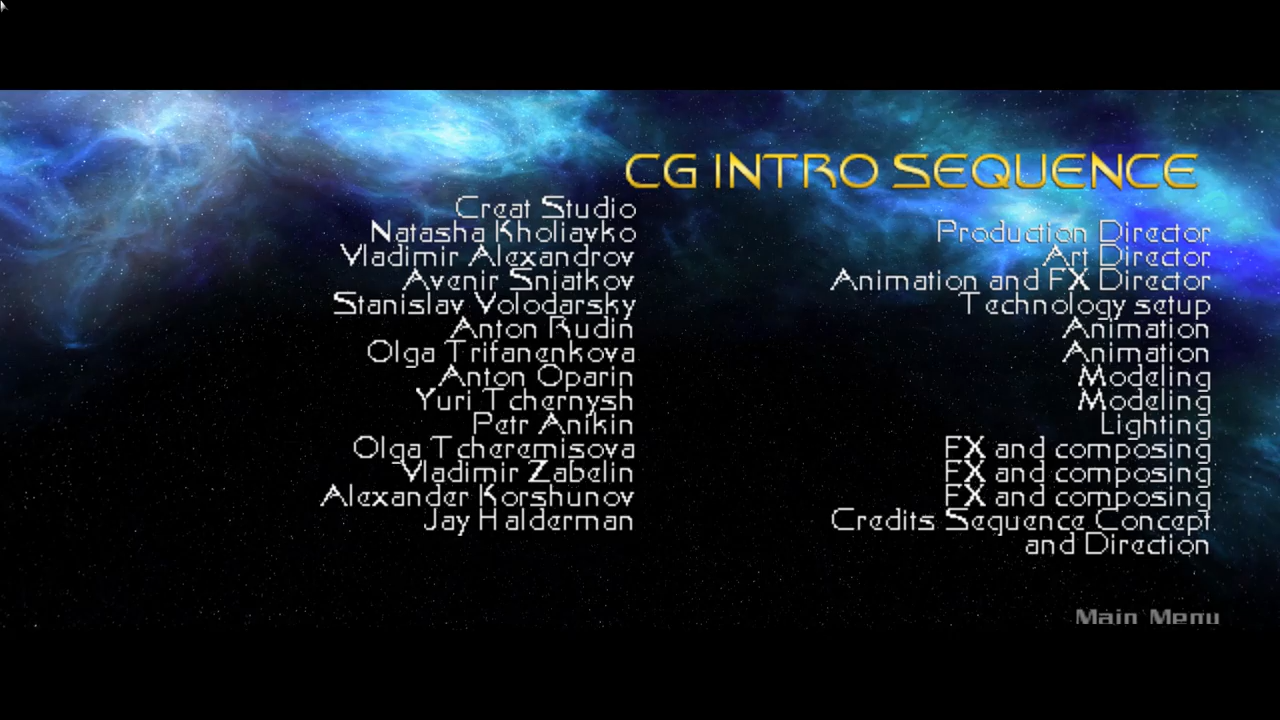 CG INTRO SEQUENCE
Creat Studio
Natasha Kholiavko Production Director
Vladimir Alexandrov Art Director
Avenir Sniatkov Animation and FX Director
Stanislav Volodarsky Technology setup
Anton Rudin Animation
Olga Trifanenkova Animation
Anton Oparin Modeling
Yuri Tchernysh Modeling
Petr Anikin Lighting
Olga Tcheremisova FX and composing
Vladimir Zabelin FX and composing
Alexander Korshunov FX and composing
Jay Halderman Credits Sequence Concept
and Direction
Main Menu